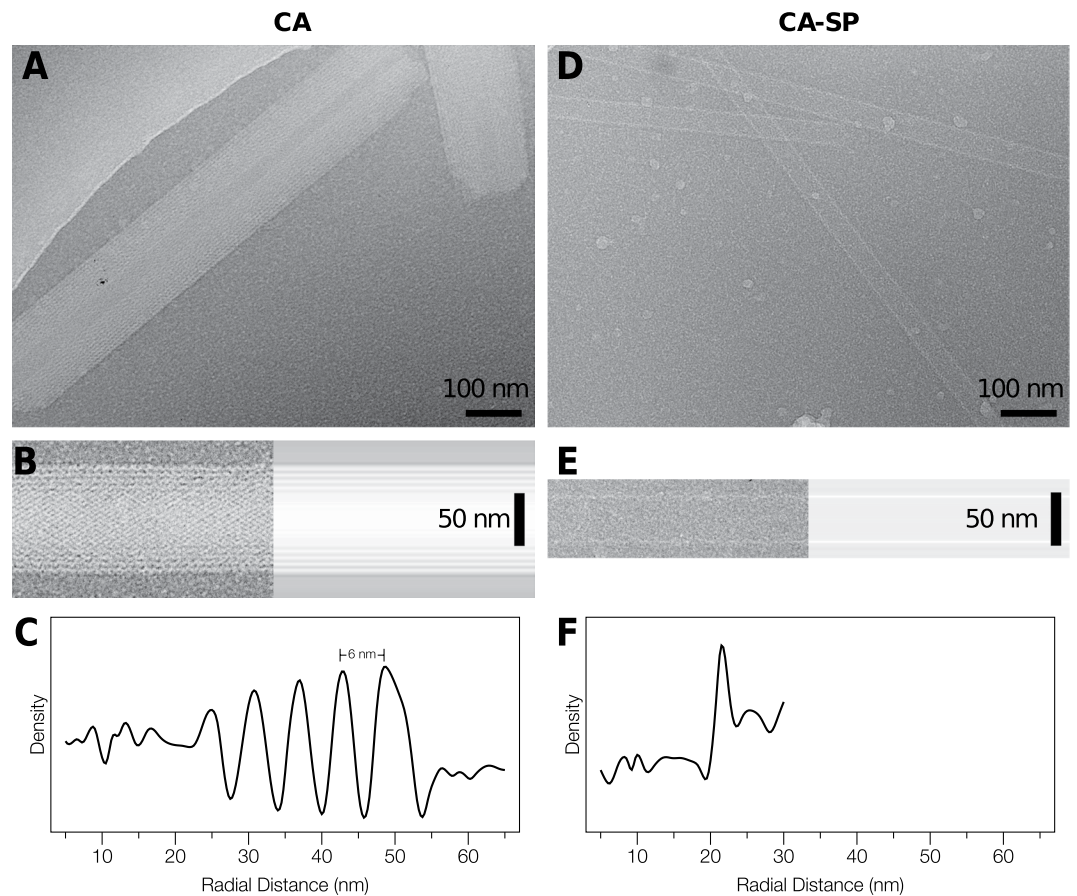 CA
CA-SP
A
100 nm
D
100 nm
B
50 nm
E
50 nm
C
6 nm
Density
10 20 30 40 50 60
Radial Distance (nm)
F
Density
10 20 30 40 50 60
Radial Distance (nm)